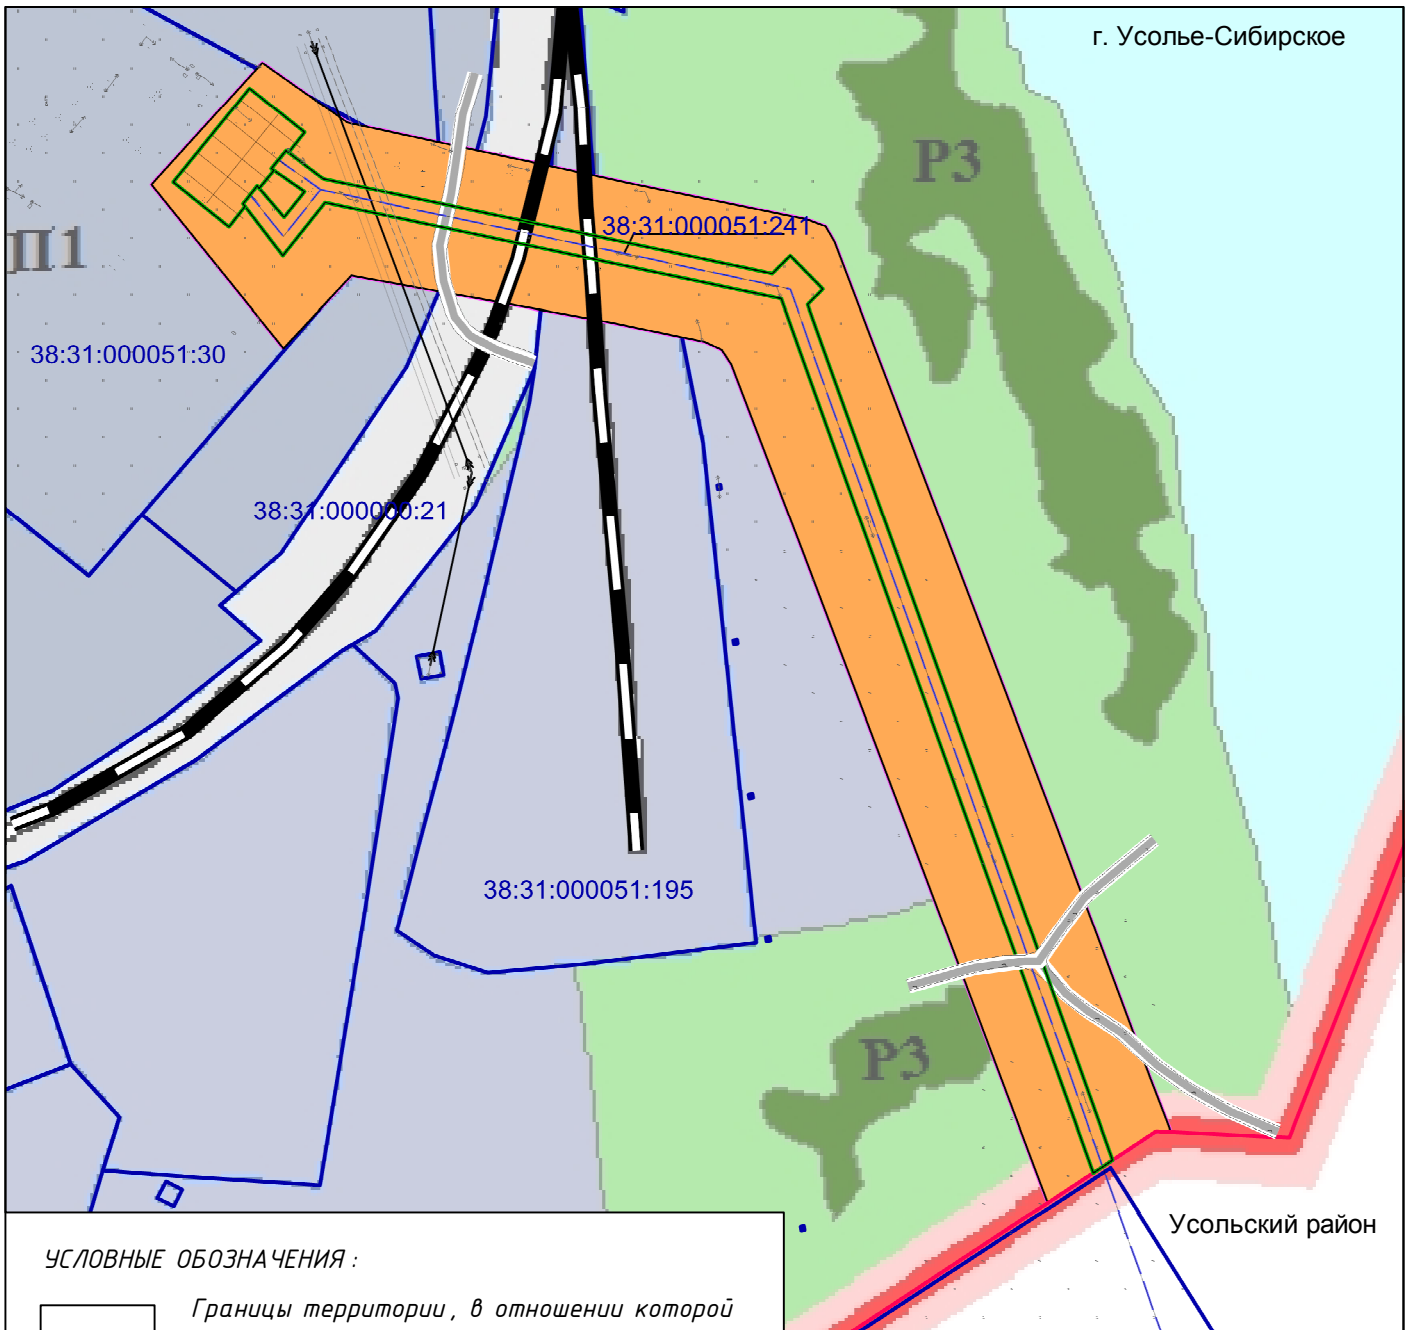 г. Усолье-Сибирское
Р3
38:31:000051:241
П1
38:31:000051:30
38:31:000000:21
38:31:000051:195
Р3
Усольский район
УСЛОВНЫЕ ОБОЗНАЧЕНИЯ :
Границы территории, в отношении которой